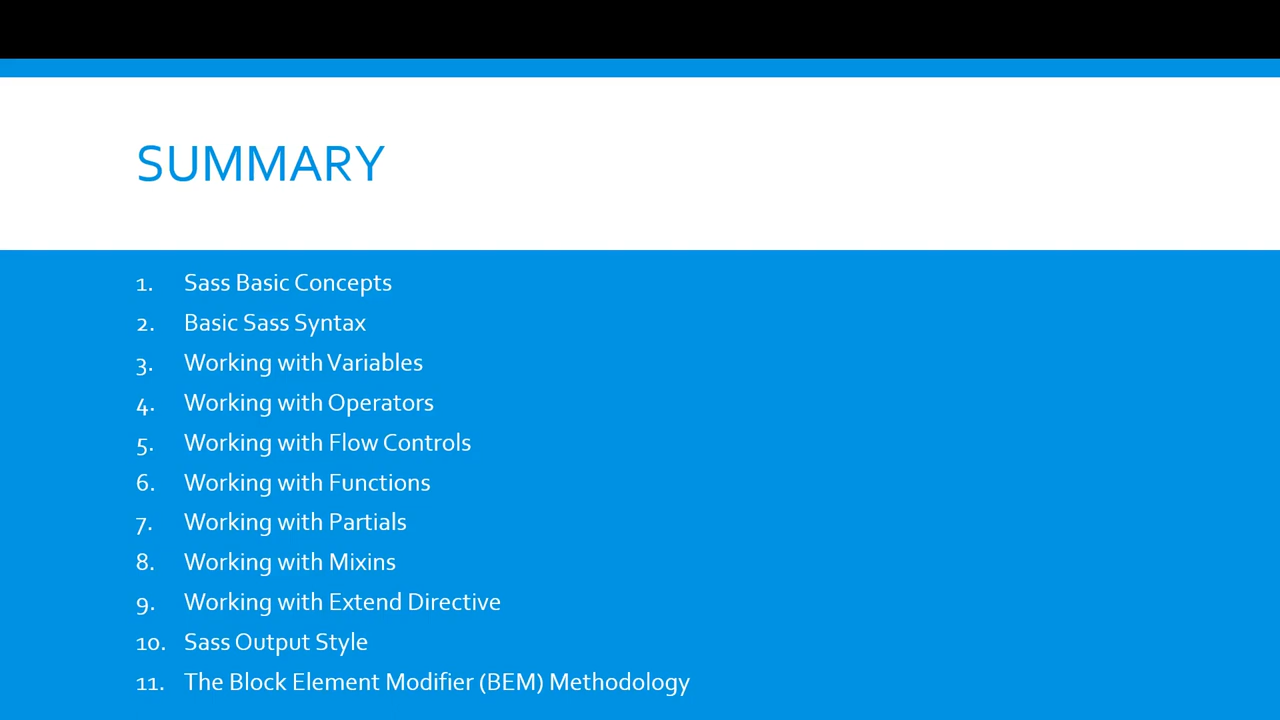 SUMMARY
1. Sass Basic Concepts
2. Basic Sass Syntax
3. Working with Variables
4. Working with Operators
5. Working with Flow Controls
6. Working with Functions
7. Working with Partials
8. Working with Mixins
9. Working with Extend Directive
10. Sass Output Style
11. The Block Element Modifier (BEM) Methodology